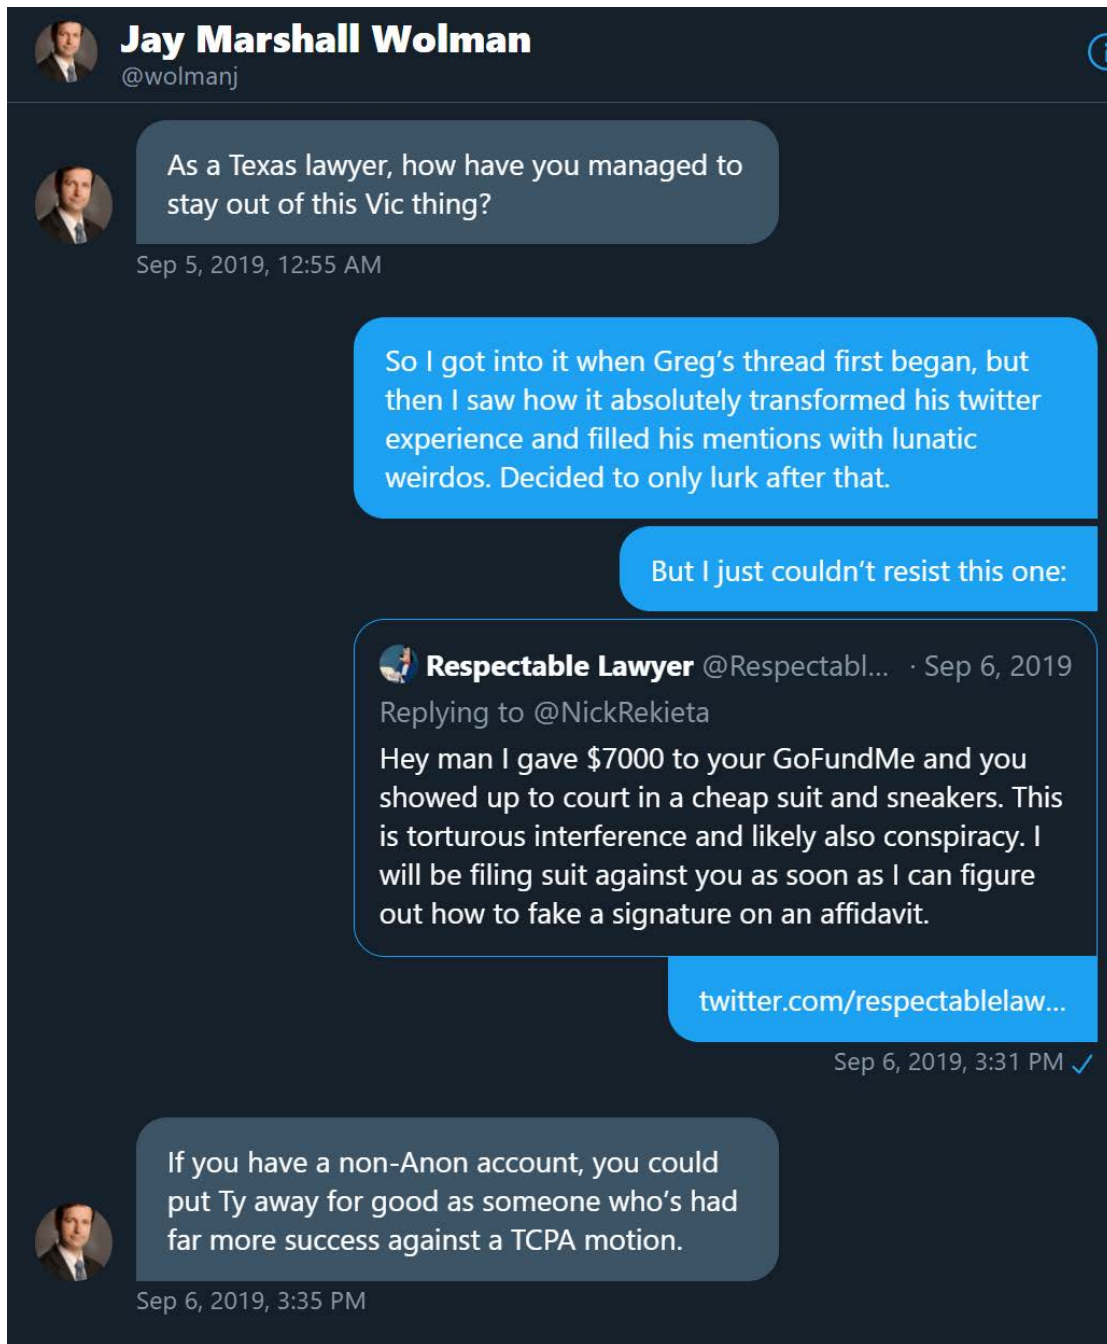 Jay Marshall Wolman
@wolmanj
As a Texas lawyer, how have you managed to
stay out of this Vic thing?
Sep 5, 2019, 12:55 AM
So I got into it when Greg’s thread first began, but
then I saw how it absolutely transformed his twitter
experience and filled his mentions with lunatic
weirdos. Decided to only lurk after that.
But I just couldn’t resist this one:
Respectable Lawyer @Respectabl... · Sep 6, 2019
Replying to @NickRekieta
Hey man I gave $7000 to your GoFundMe and you
showed up to court in a cheap suit and sneakers. This
is torturous interference and likely also conspiracy. I
will be filing suit against you as soon as I can figure
out how to fake a signature on an affidavit.
twitter.com/respectablelaw...
Sep 6, 2019, 3:31 PM
If you have a non-Anon account, you could
put Ty away for good as someone who’s had
far more success against a TCPA motion.
Sep 6, 2019, 3:35 PM